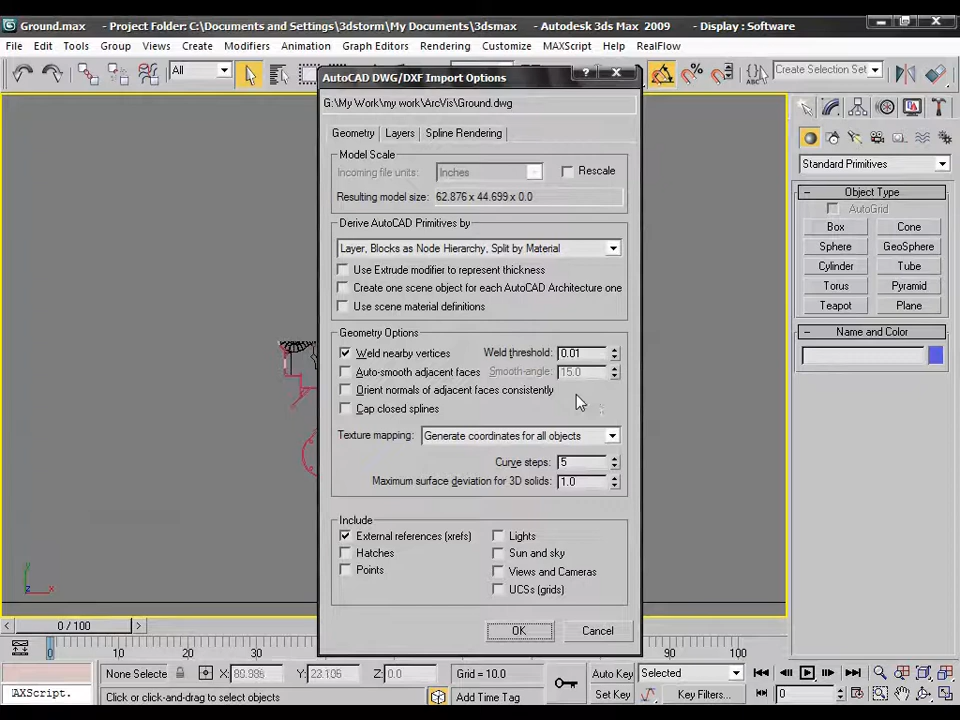 Ground.max - Project Folder: C:\Documents and Settings\3dstorm\My Documents\3dsmax - Autodesk 3ds Max 2009 - Display : Software
File Edit Tools Group Views Create Modifiers Animation Graph Editors Rendering Customize MAXScript Help RealFlow
All
Create Selection Set
AutoCAD DWG/DXF Import Options
G:\My Work\my work\ArcVis\Ground.dwg
Geometry Layers Spline Rendering
Model Scale
Incoming file units: Inches Rescale
Resulting model size: 62.876 x 44.699 x 0.0
Derive AutoCAD Primitives by
Layer, Blocks as Node Hierarchy, Split by Material
Use Extrude modifier to represent thickness
Create one scene object for each AutoCAD Architecture one
Use scene material definitions
Geometry Options
Weld nearby vertices Weld threshold: 0.01
Auto-smooth adjacent faces Smooth-angle: 15.0
Orient normals of adjacent faces consistently
Cap closed splines
Texture mapping: Generate coordinates for all objects
Curve steps: 5
Maximum surface deviation for 3D solids: 1.0
Include
External references (xrefs) Lights
Hatches Sun and sky
Points Views and Cameras
UCSs (grids)
OK Cancel
Standard Primitives
- Object Type
AutoGrid
Box Cone
Sphere GeoSphere
Cylinder Tube
Torus Pyramid
Teapot Plane
- Name and Color
y
z x
< 0 / 100 >
0 10 20 30 40 50 60 70 80 90 100
None Selecte X: 89.986 Y: 23.106 Z: 0.0 Grid = 10.0 Auto Key Selected
AXScript. Click or click-and-drag to select objects Add Time Tag Set Key Key Filters... 0